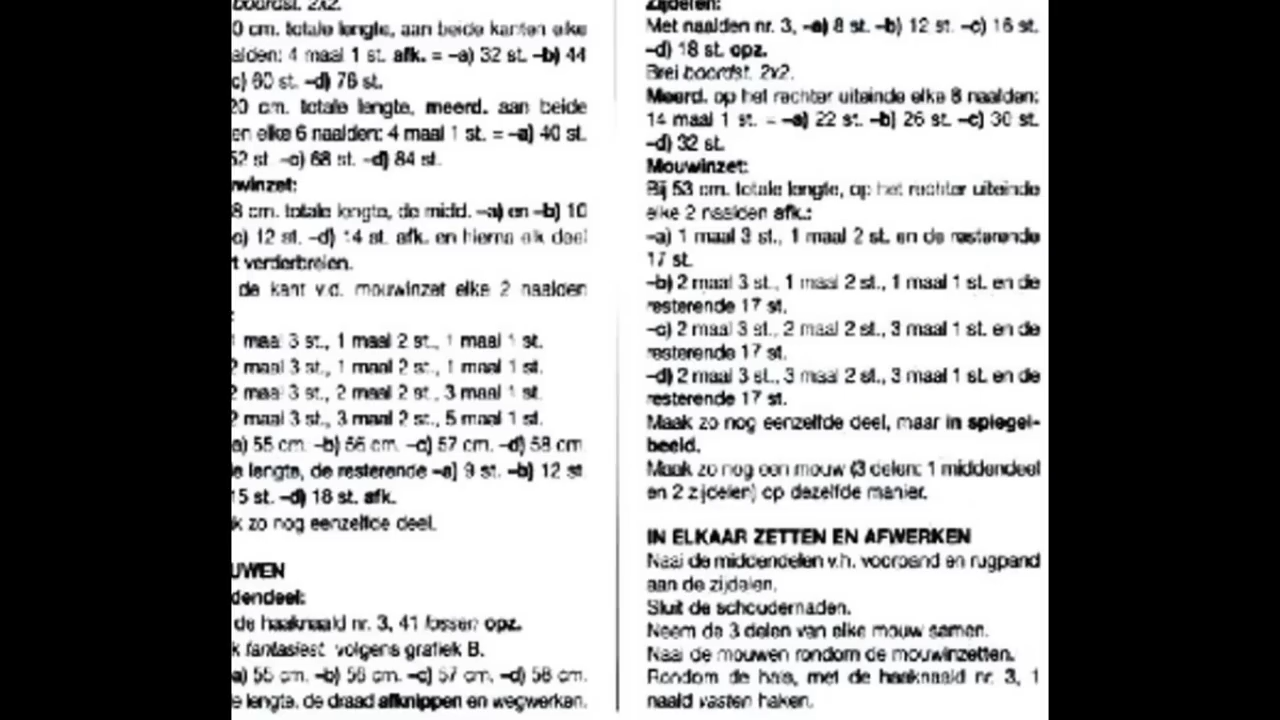 boordst. 2x2.
0 cm. totale lengte, aan beide kanten elke
alden: 4 maal 1 st. afk. = –a) 32 st. –b) 44
c) 60 st. –d) 76 st.
20 cm. totale lengte, meerd. aan beide
en elke 6 naalden: 4 maal 1 st. = –a) 40 st.
52 st. –c) 68 st. –d) 84 st.
winzet:
8 cm. totale lengte, de midd. –a) en –b) 10
c) 12 st. –d) 14 st. afk. en hierna elk deel
t verderbreien.
de kant v.d. mouwinzet elke 2 naalden
:
1 maal 3 st., 1 maal 2 st., 1 maal 1 st.
2 maal 3 st., 1 maal 2 st., 1 maal 1 st.
2 maal 3 st., 2 maal 2 st., 3 maal 1 st.
2 maal 3 st., 3 maal 2 st., 5 maal 1 st.
a) 55 cm. –b) 56 cm. –c) 57 cm. –d) 58 cm.
e lengte, de resterende –a) 9 st. –b) 12 st.
15 st. –d) 18 st. afk.
k zo nog eenzelfde deel.
UWEN
dendeel:
de haaknaald nr. 3, 41 lossen opz.
k fantasiest. volgens grafiek B.
a) 55 cm. –b) 56 cm. –c) 57 cm. –d) 58 cm.
e lengte, de draad afknippen en wegwerken.
Zijdelen:
Met naalden nr. 3, –a) 8 st. –b) 12 st. –c) 16 st.
–d) 18 st. opz.
Brei boordst. 2x2.
Meerd. op het rechter uiteinde elke 8 naalden:
14 maal 1 st. = –a) 22 st. –b) 26 st. –c) 30 st.
–d) 32 st.
Mouwinzet:
Bij 53 cm. totale lengte, op het rechter uiteinde
elke 2 naalden afk.:
–a) 1 maal 3 st., 1 maal 2 st. en de resterende
17 st.
–b) 2 maal 3 st., 1 maal 2 st., 1 maal 1 st. en de
resterende 17 st.
–c) 2 maal 3 st., 2 maal 2 st., 3 maal 1 st. en de
resterende 17 st.
–d) 2 maal 3 st., 3 maal 2 st., 3 maal 1 st. en de
resterende 17 st.
Maak zo nog eenzelfde deel, maar in spiegel-
beeld.
Maak zo nog een mouw (3 delen: 1 middendeel
en 2 zijdelen) op dezelfde manier.
IN ELKAAR ZETTEN EN AFWERKEN
Naai de middendelen v.h. voorpand en rugpand
aan de zijdelen.
Sluit de schoudernaden.
Neem de 3 delen van elke mouw samen.
Naai de mouwen rondom de mouwinzetten.
Rondom de hals, met de haaknaald nr. 3, 1
naald vasten haken.